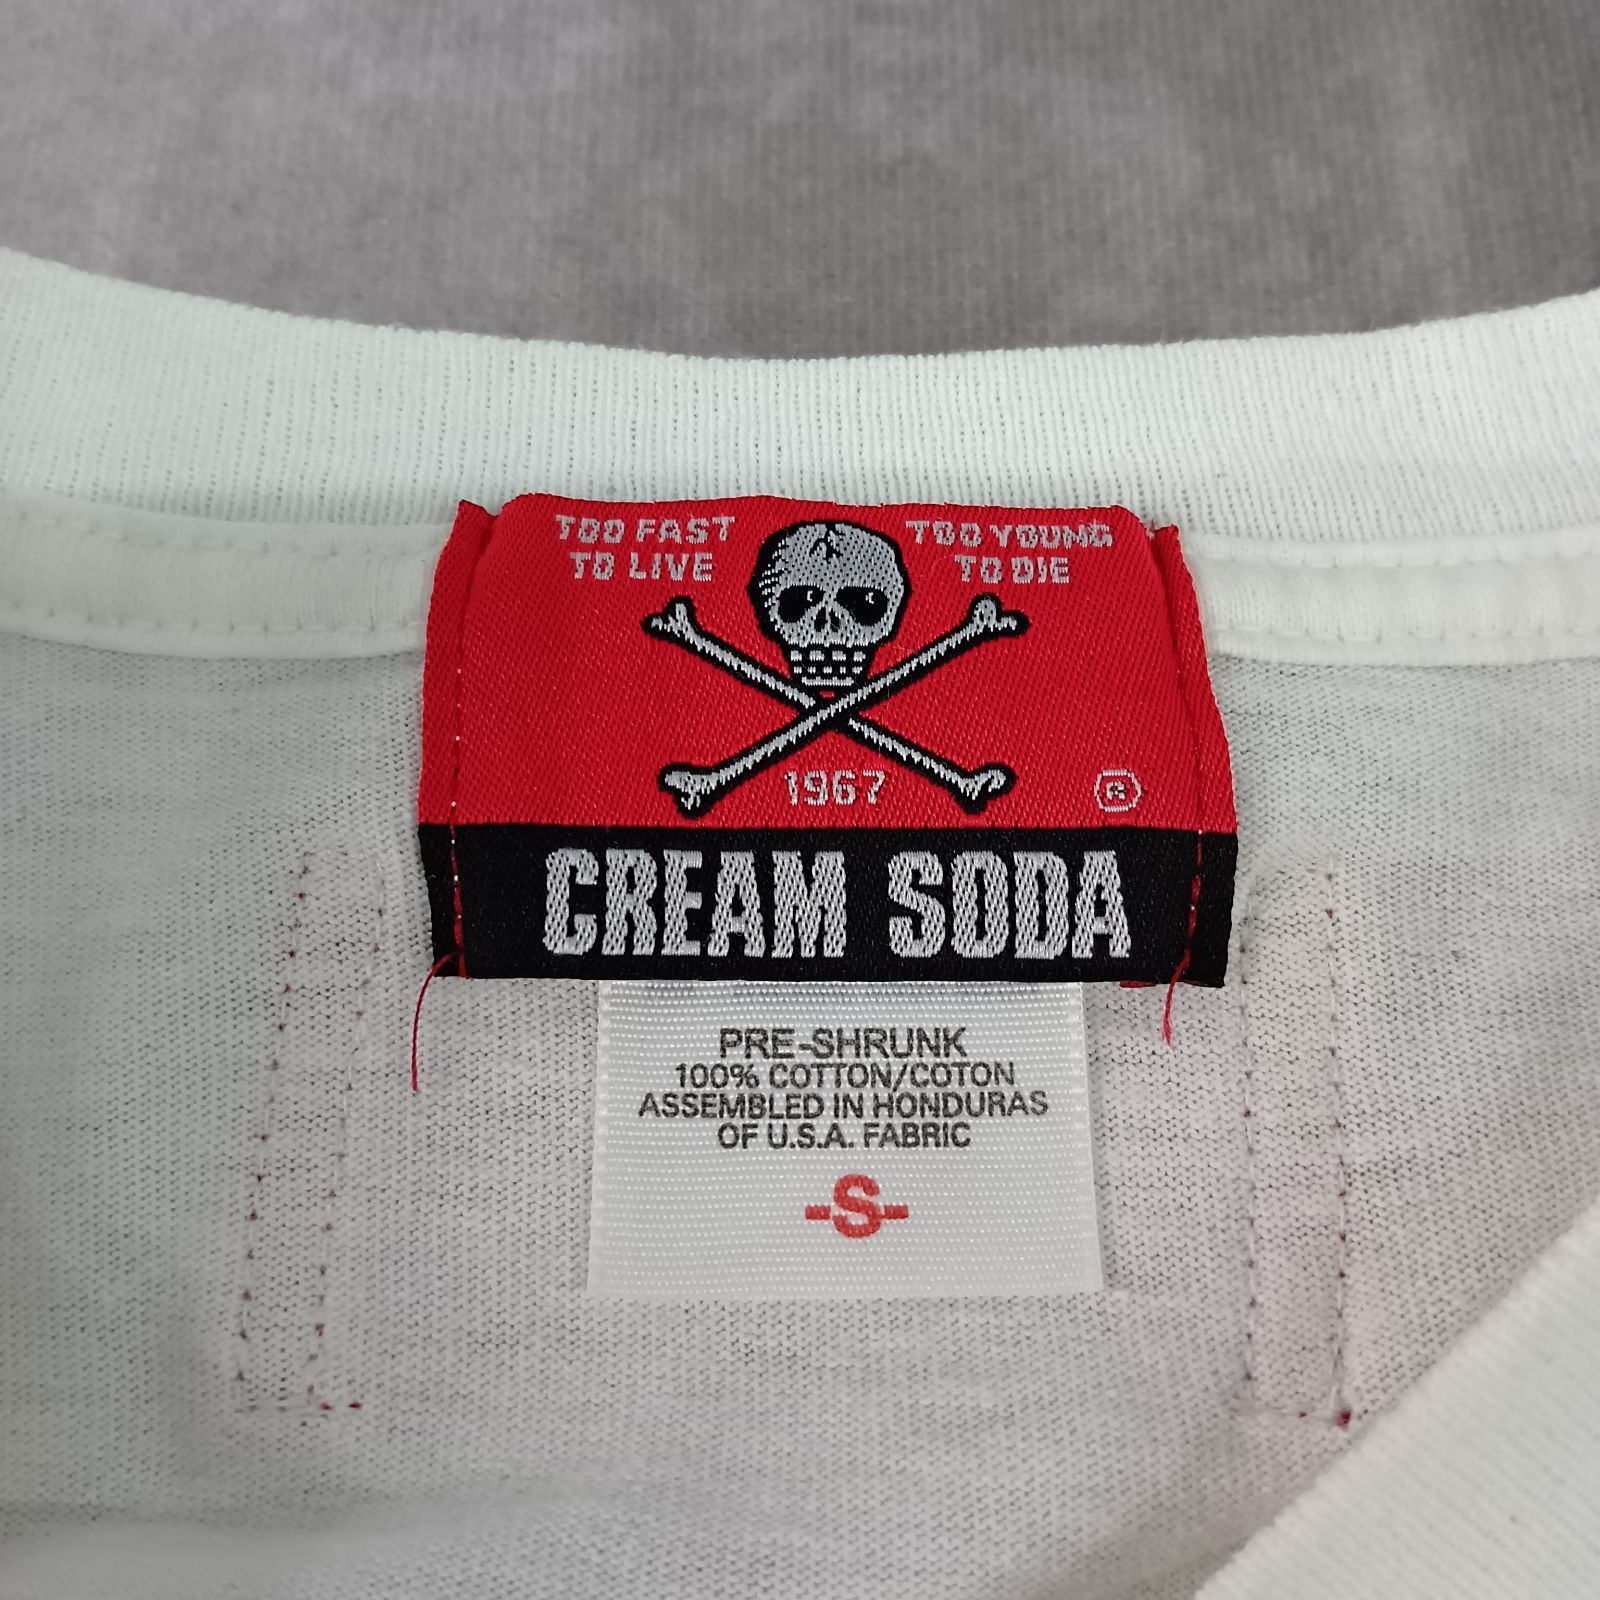 TOO FAST
TO LIVE
TOO YOUNG
TO DIE
1967
®
CREAM SODA
PRE-SHRUNK
100% COTTON/COTON
ASSEMBLED IN HONDURAS
OF U.S.A. FABRIC
-S-